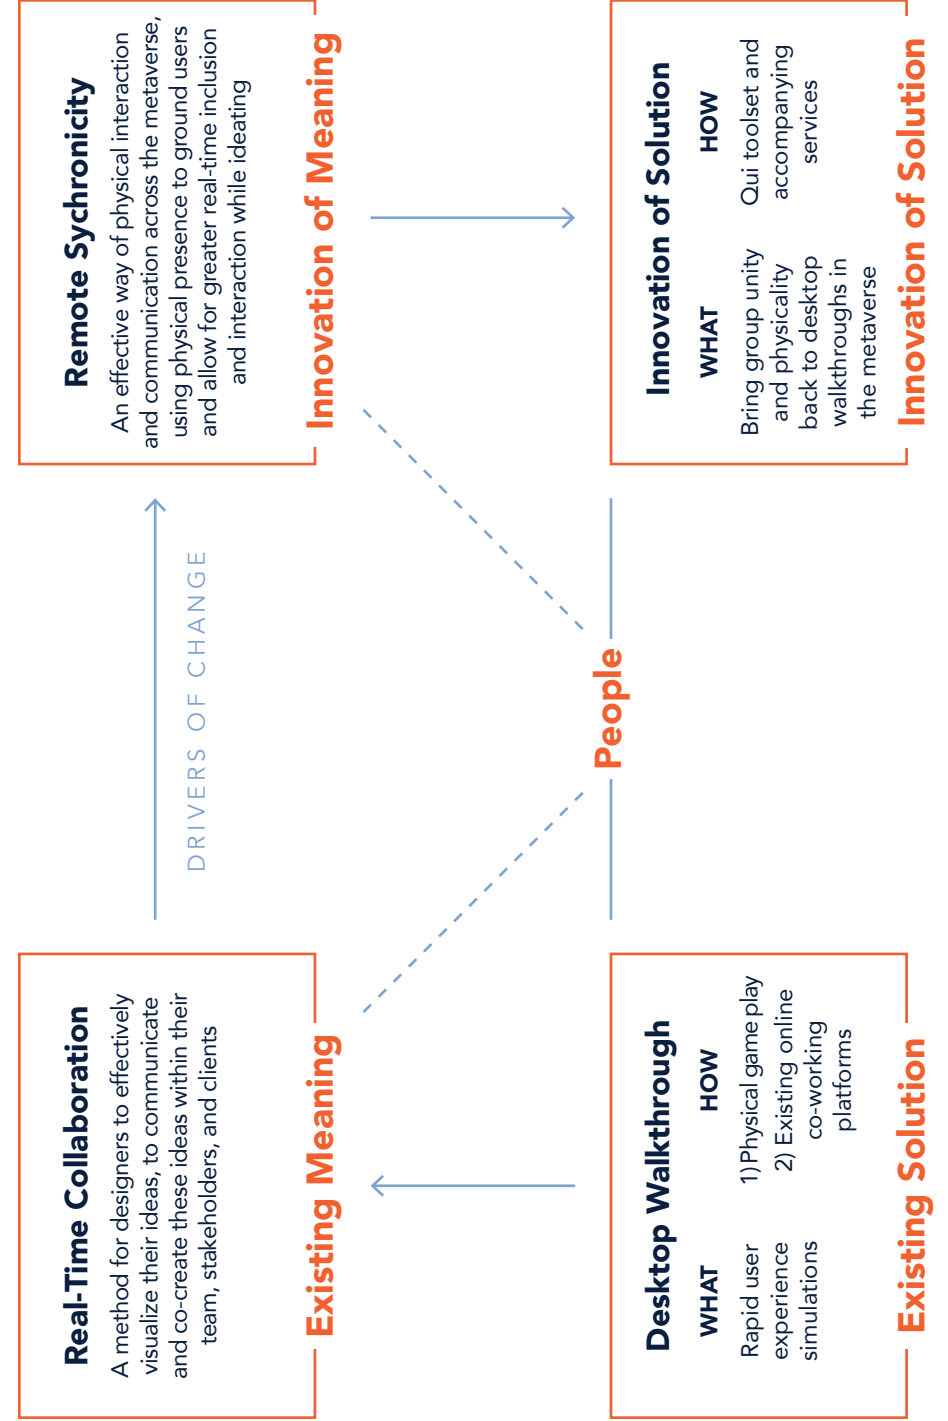 Real-Time Collaboration
A method for designers to effectively
visualize their ideas, to communicate
and co-create these ideas within their
team, stakeholders, and clients
Existing Meaning
DRIVERS OF CHANGE
Remote Sychronicity
An effective way of physical interaction
and communication across the metaverse,
using physical presence to ground users
and allow for greater real-time inclusion
and interaction while ideating
Innovation of Meaning
People
Desktop Walkthrough
WHAT
Rapid user
experience
simulations
HOW
1) Physical game play
2) Existing online
co-working
platforms
Existing Solution
Innovation of Solution
WHAT
Bring group unity
and physicality
back to desktop
walkthroughs in
the metaverse
HOW
Qui toolset and
accompanying
services
Innovation of Solution